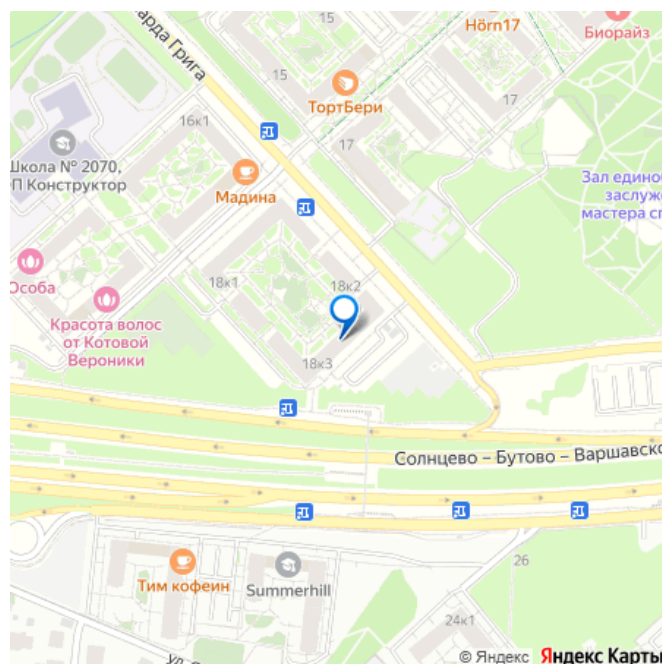 Hörn17
Биорайз
арда Грига
15
15
ТортБери
17
16к1
17
Школа № 2070,
П Конструктор
Мадина
Зал едино
заслуж
мастера сп
Особа
18к1
18к2
Красота волос
от Котовой
Вероники
18к3
Солнцево – Бутово – Варшавско
Тим кофеин
Summerhill
26
24к1
ул.
© Яндекс Яндекс Карты